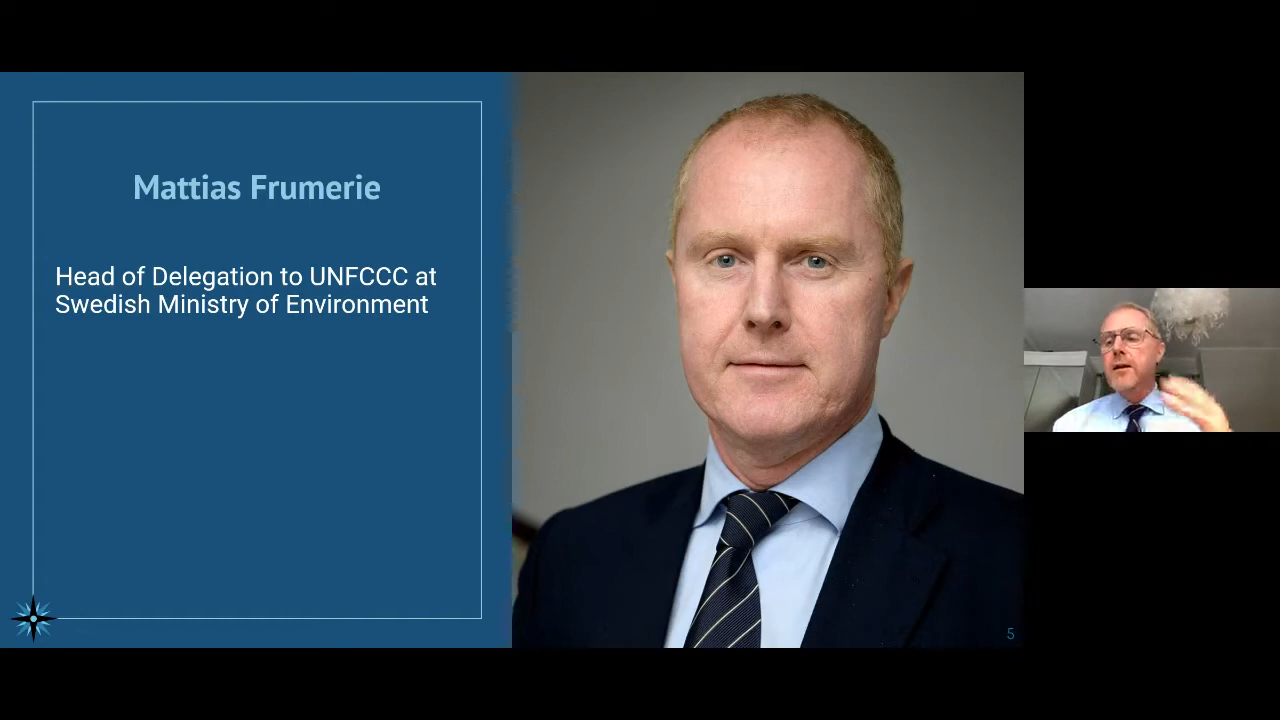 Mattias Frumerie
Head of Delegation to UNFCCC at
Swedish Ministry of Environment
5